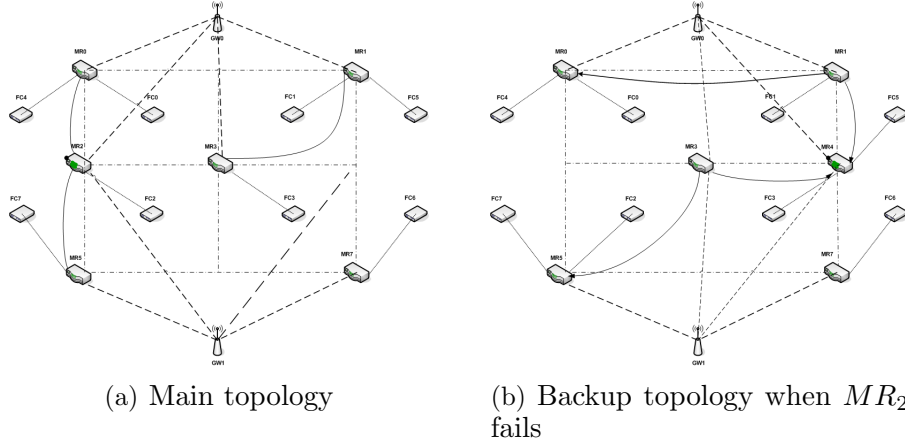 GW0 GW0
MR0 MR1 MR0 MR1
FC4 FC0 FC1 FC5 FC4 FC0 FC1 FC5
MR2 MR3 MR3 MR4
FC7 FC2 FC3 FC6 FC7 FC2 FC3 FC6
MR5 MR7 MR5 MR7
GW1 GW1
(a) Main topology
(b) Backup topology when MR2
fails